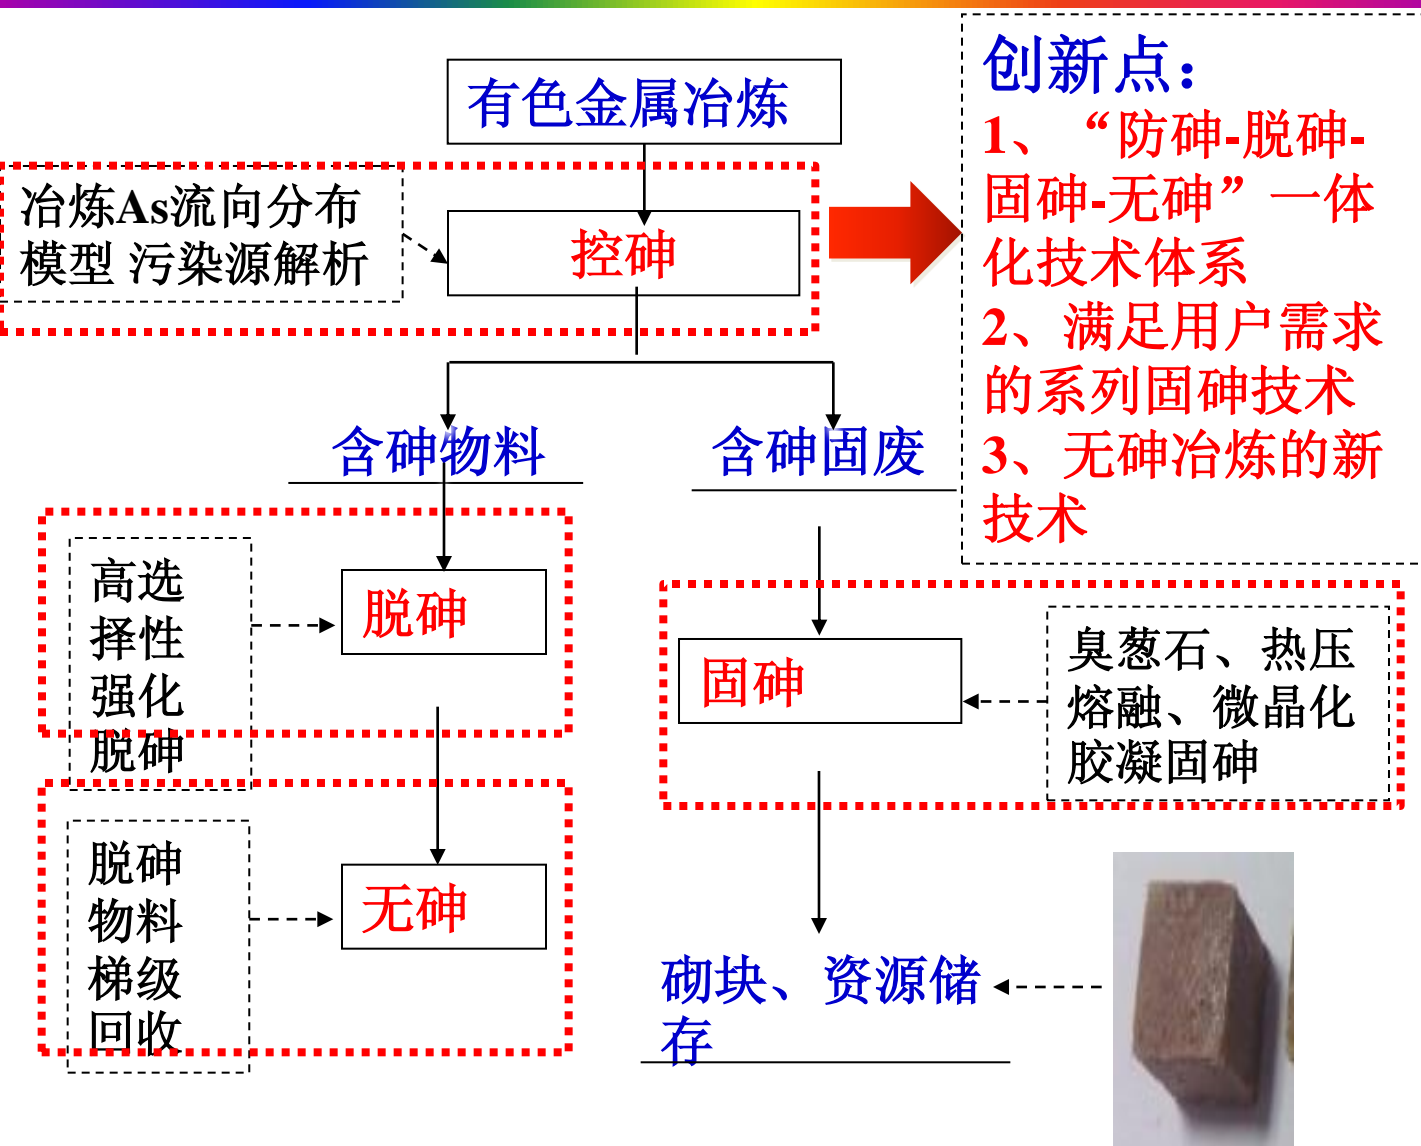 有色金属冶炼
冶炼As流向分布
模型 污染源解析
控砷
创新点：
1、“防砷-脱砷-
固砷-无砷”一体
化技术体系
2、满足用户需求
的系列固砷技术
3、无砷冶炼的新
技术
含砷物料
含砷固废
高选
择性
强化
脱砷
脱砷
固砷
臭葱石、热压
熔融、微晶化
胶凝固砷
脱砷
物料
梯级
回收
无砷
砌块、资源储
存